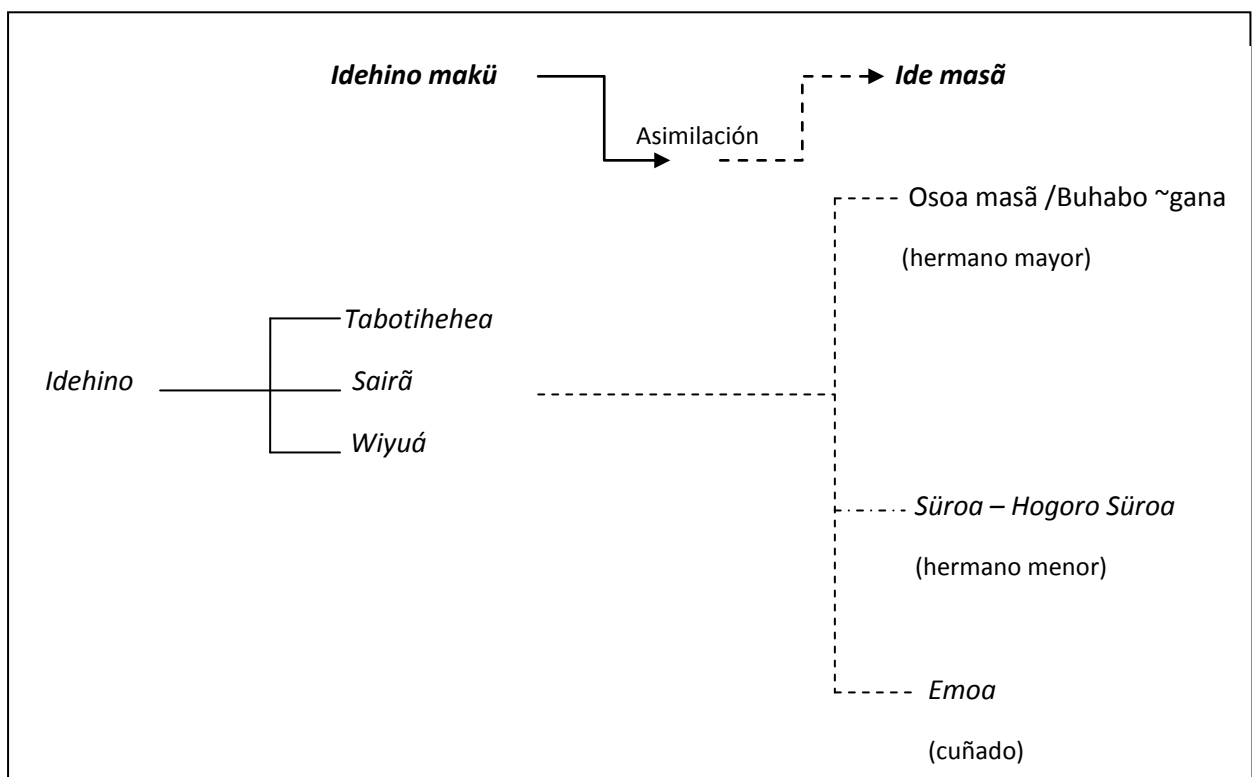 Idehino makü
Ide masã
Asimilación
Osoa masã /Buhabo ~gana
(hermano mayor)
Tabotihehea
Idehino
Sairã
Wiyuá
Süroa – Hogoro Süroa
(hermano menor)
Emoa
(cuñado)